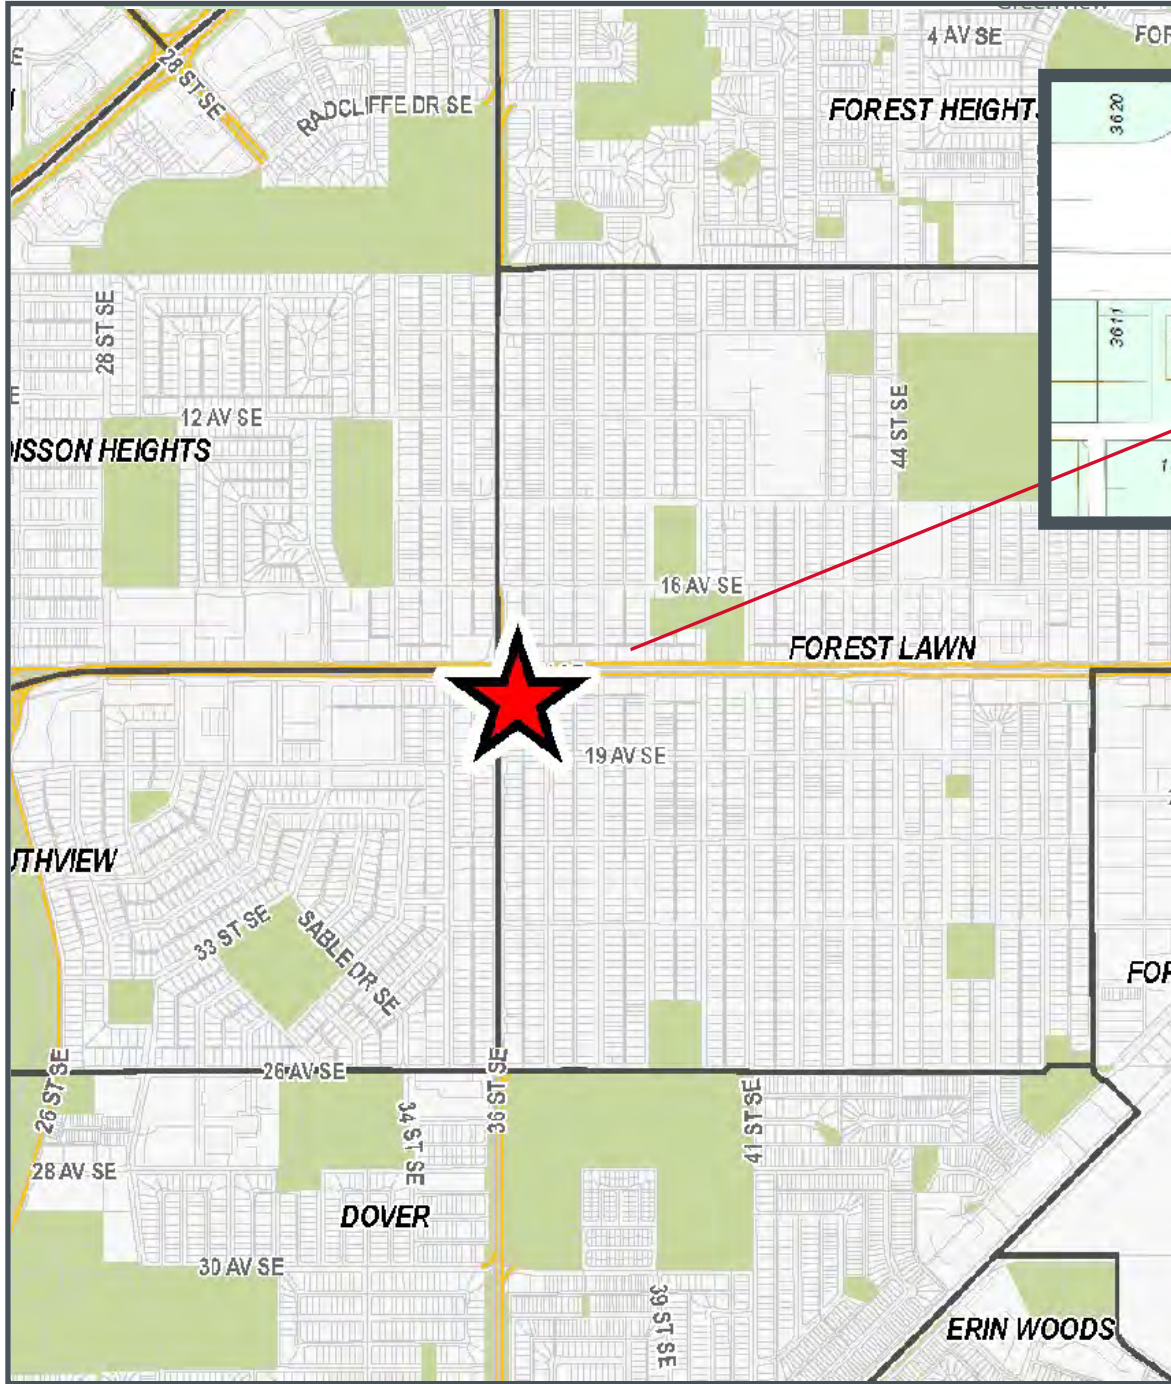 4 AV SE
FOR
28 ST SE
RADCLIFFE DR SE
FOREST HEIGHTS
3620
3611
28 ST SE
12 AV SE
44 ST SE
ISSON HEIGHTS
16 AV SE
FOREST LAWN
19 AV SE
UTHVIEW
33 ST SE
SABLE DR SE
FOR
26 AV SE
26 ST SE
34 ST SE
36 ST SE
41 ST SE
28 AV SE
DOVER
30 AV SE
39 ST SE
ERIN WOODS